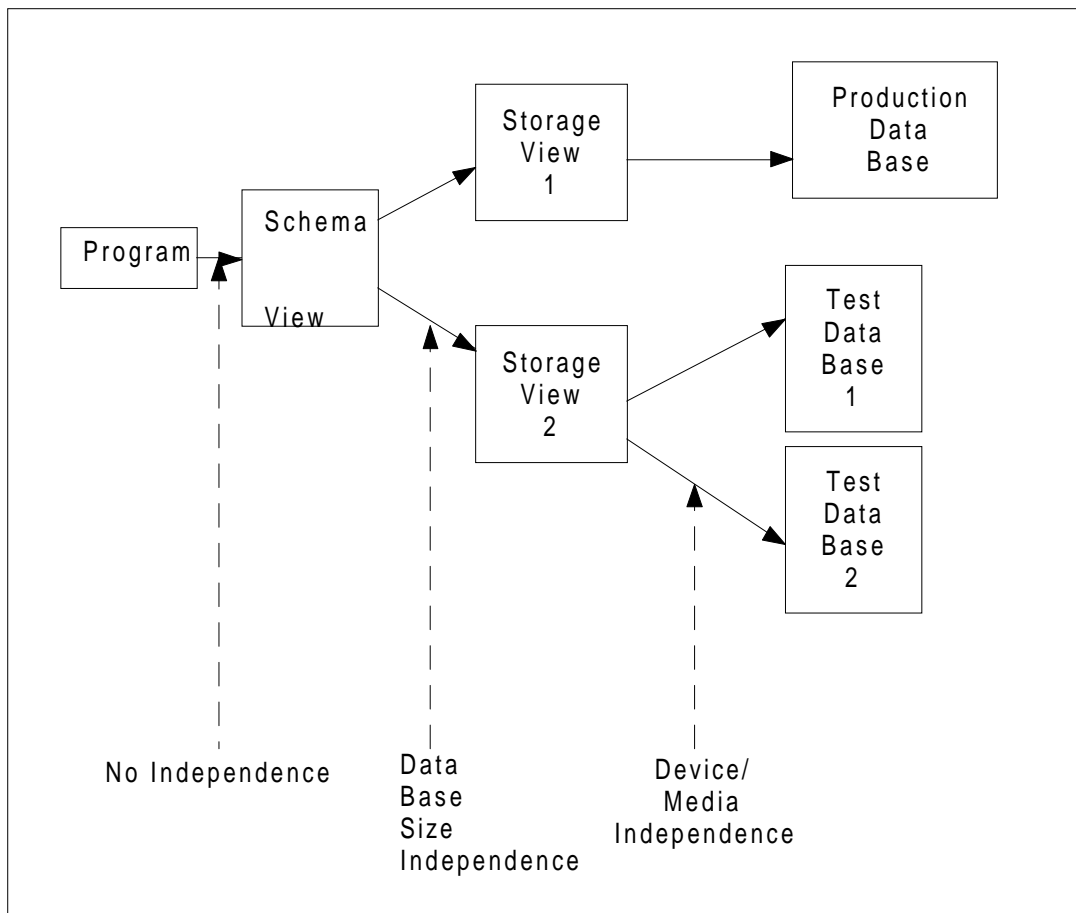 Program
Schema
View
Storage
View
1
Storage
View
2
Production
Data
Base
Test
Data
Base
1
Test
Data
Base
2
No Independence
Data
Base
Size
Independence
Device/
Media
Independence